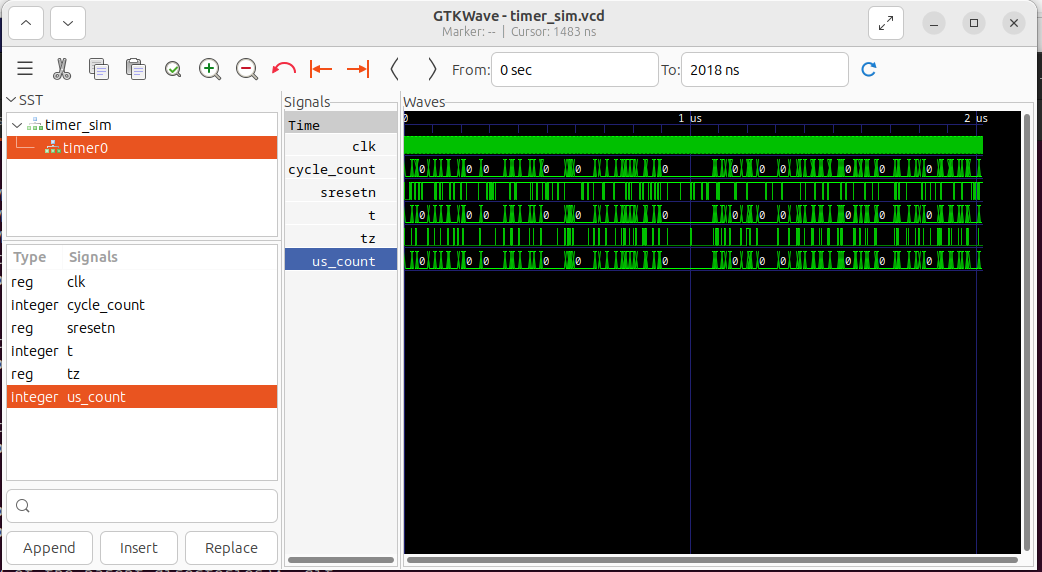 GTKWave - timer_sim.vcd
Marker: -- | Cursor: 1483 ns
From: 0 sec To: 2018 ns
SST
timer_sim
timer0
Type Signals
reg clk
integer cycle_count
reg sresetn
integer t
reg tz
integer us_count
Append Insert Replace
Signals
Time
clk
cycle_count
sresetn
t
tz
us_count
Waves
0 1 us 2 us
0 0 0 0 0 0 0 0 0 0 0 0
0 0 0 0 0 0 0 0 0 0 0 0
0 0 0 0 0 0 0 0 0 0 0 0